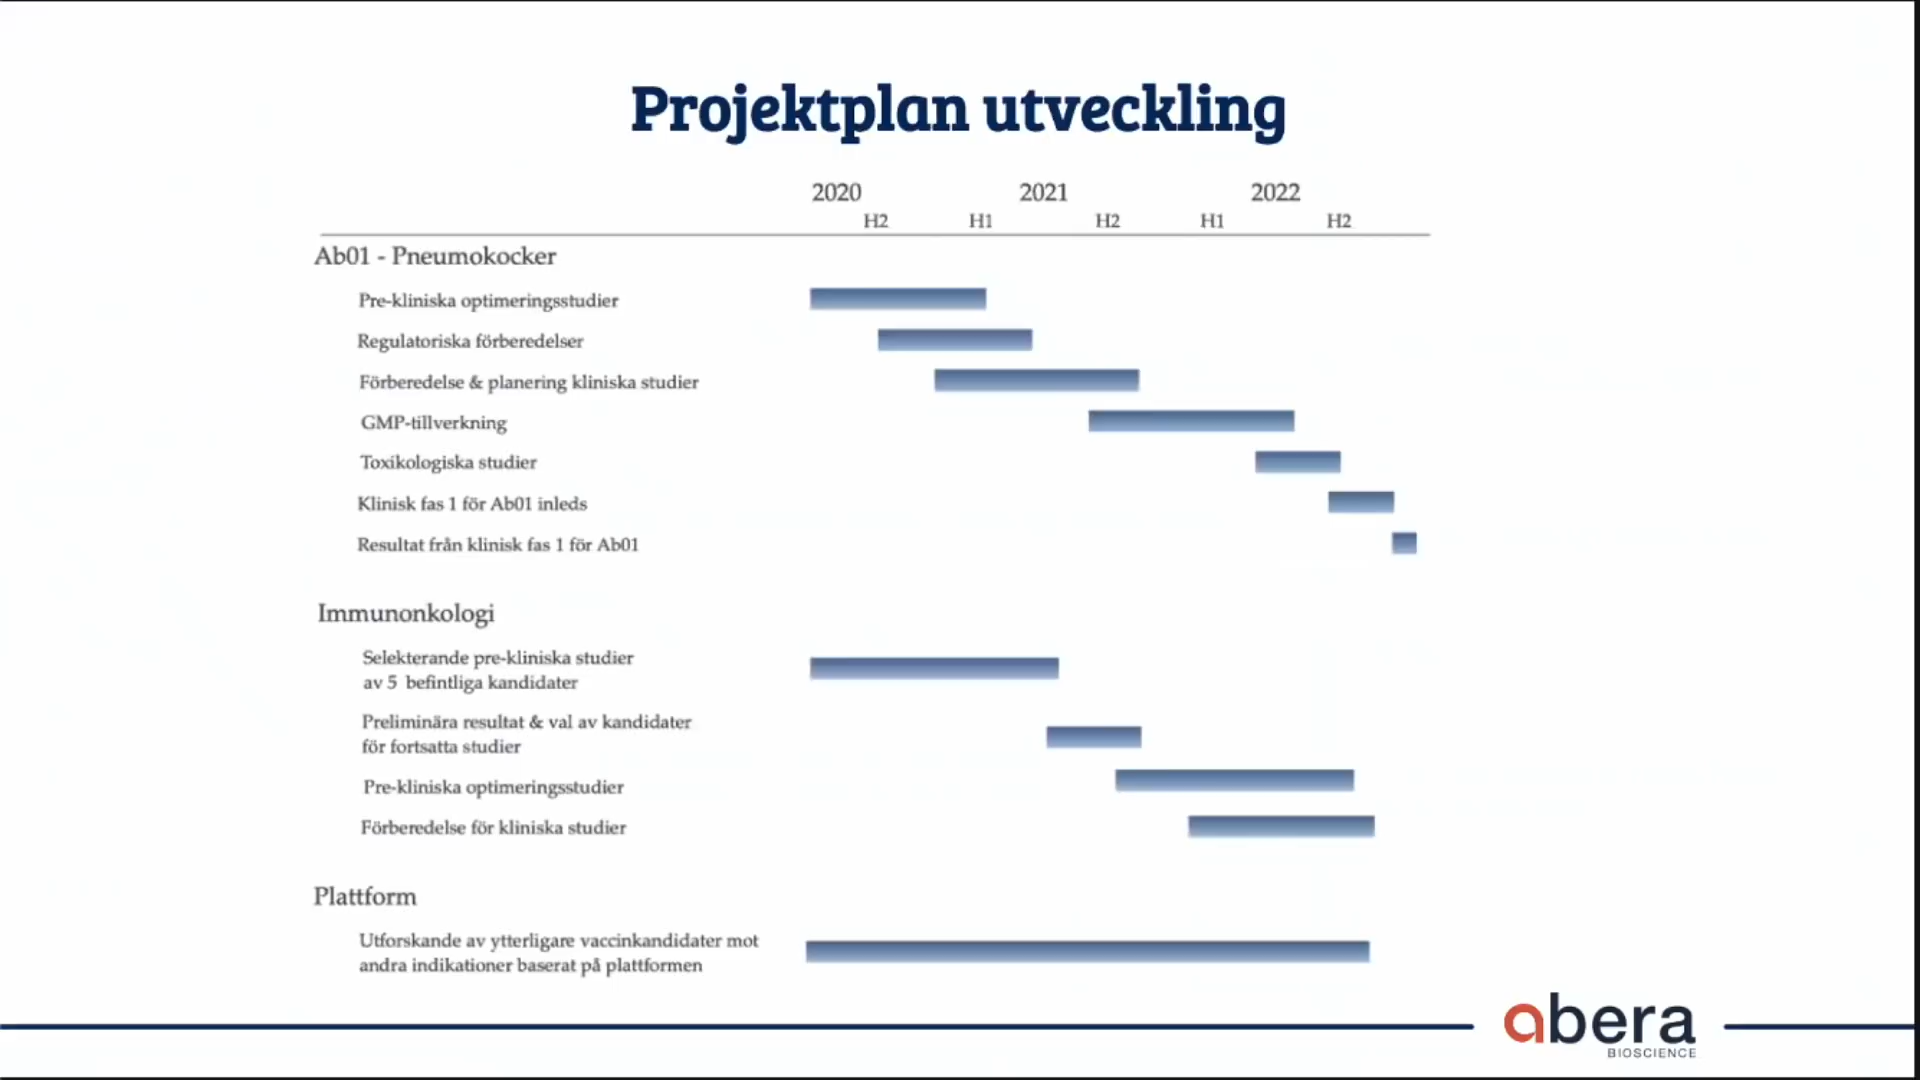 Projektplan utveckling
2020 2021 2022
H2 H1 H2 H1 H2
Ab01 - Pneumokocker
Pre-kliniska optimeringsstudier
Regulatoriska förberedelser
Förberedelse & planering kliniska studier
GMP-tillverkning
Toxikologiska studier
Klinisk fas 1 för Ab01 inleds
Resultat från klinisk fas 1 för Ab01
Immunonkologi
Selekterande pre-kliniska studier
av 5 befintliga kandidater
Preliminära resultat & val av kandidater
för fortsatta studier
Pre-kliniska optimeringsstudier
Förberedelse för kliniska studier
Plattform
Utforskande av ytterligare vaccinkandidater mot
andra indikationer baserat på plattformen
abera
BIOSCIENCE